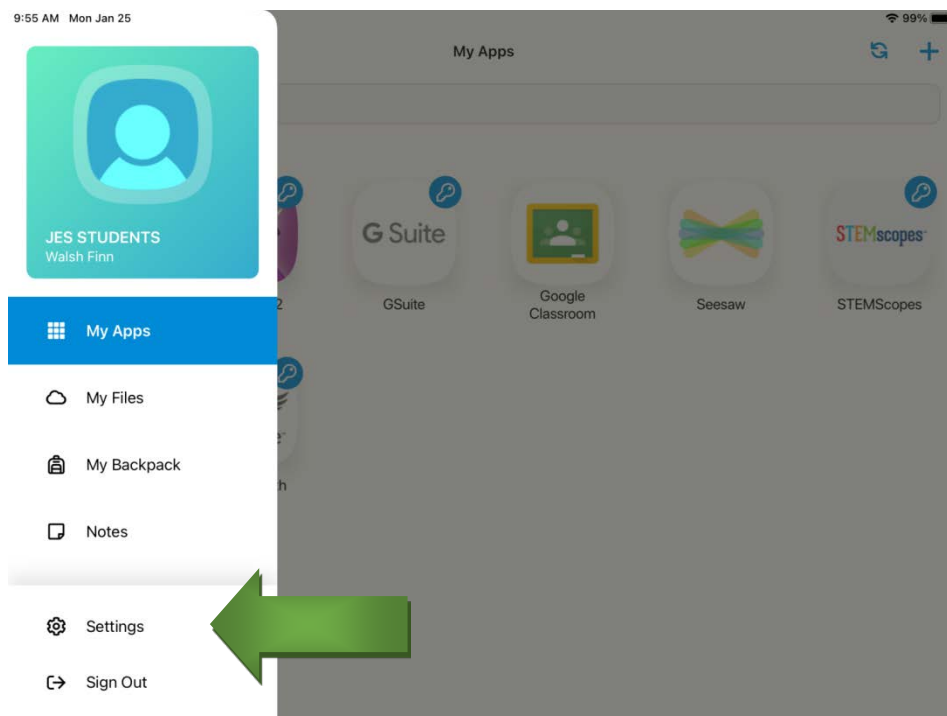 9:55 AM Mon Jan 25
99%
My Apps
JES STUDENTS
Walsh Finn
My Apps
My Files
My Backpack
Notes
Settings
Sign Out
2
G Suite
GSuite
Google
Classroom
Seesaw
STEMscopes
STEMScopes
h